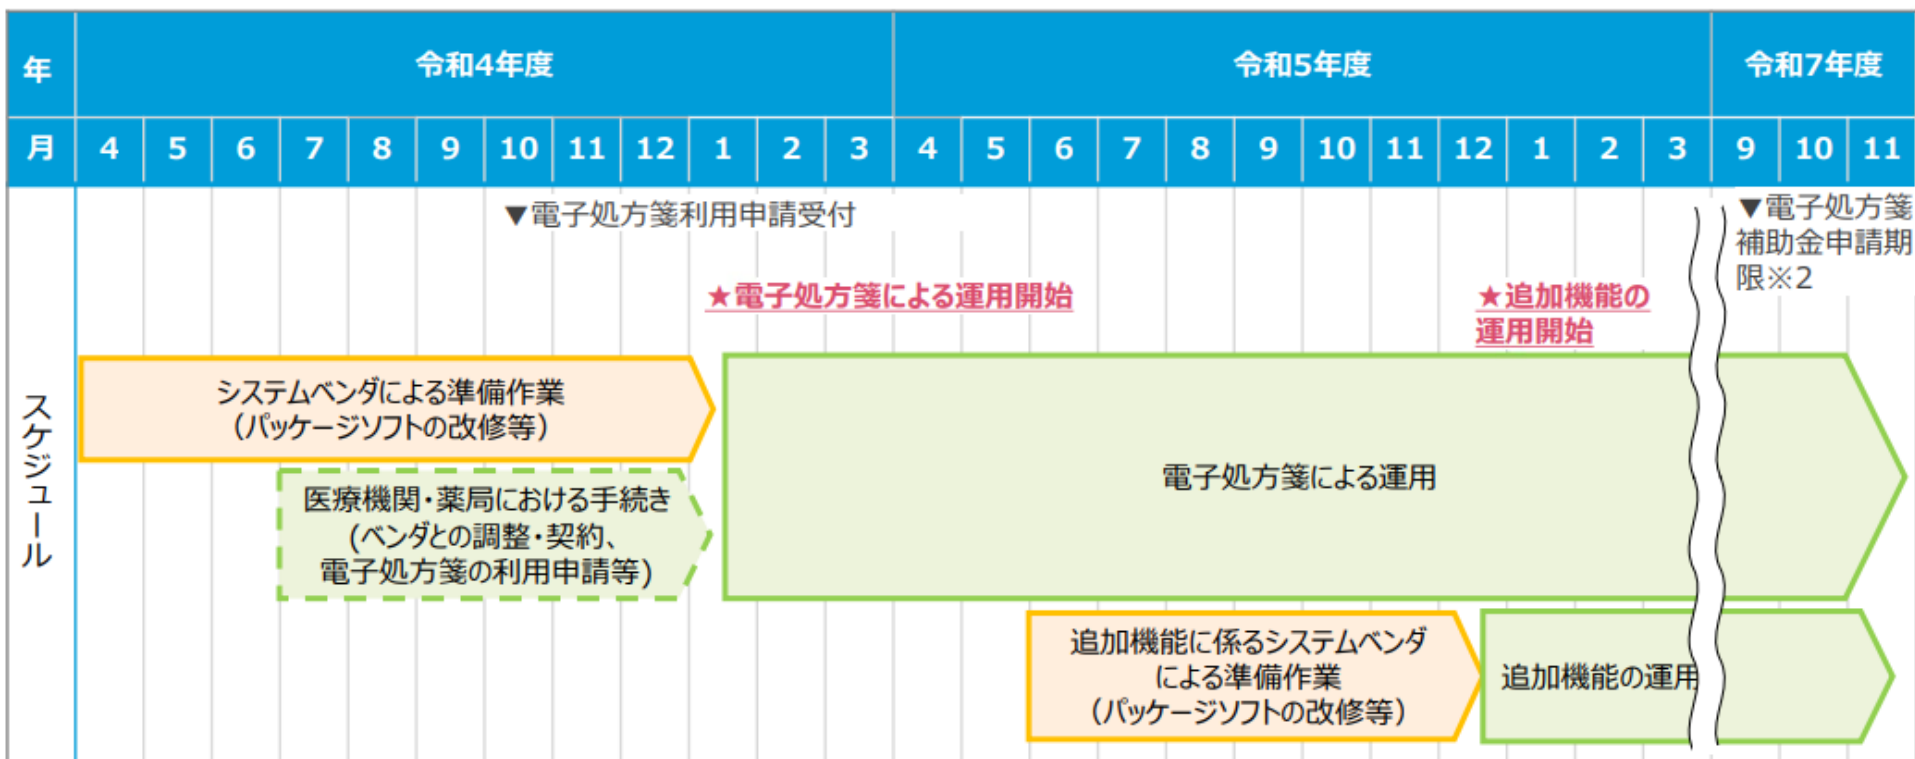 年 令和4年度 令和5年度 令和7年度
月 4 5 6 7 8 9 10 11 12 1 2 3 4 5 6 7 8 9 10 11 12 1 2 3 9 10 11
スケジュール
▼電子処方箋利用申請受付
▼電子処方箋
補助金申請期
限※2
★電子処方箋による運用開始
★追加機能の
運用開始
システムベンダによる準備作業
（パッケージソフトの改修等）
医療機関・薬局における手続き
(ベンダとの調整・契約、
電子処方箋の利用申請等)
電子処方箋による運用
追加機能に係るシステムベンダ
による準備作業
（パッケージソフトの改修等）
追加機能の運用